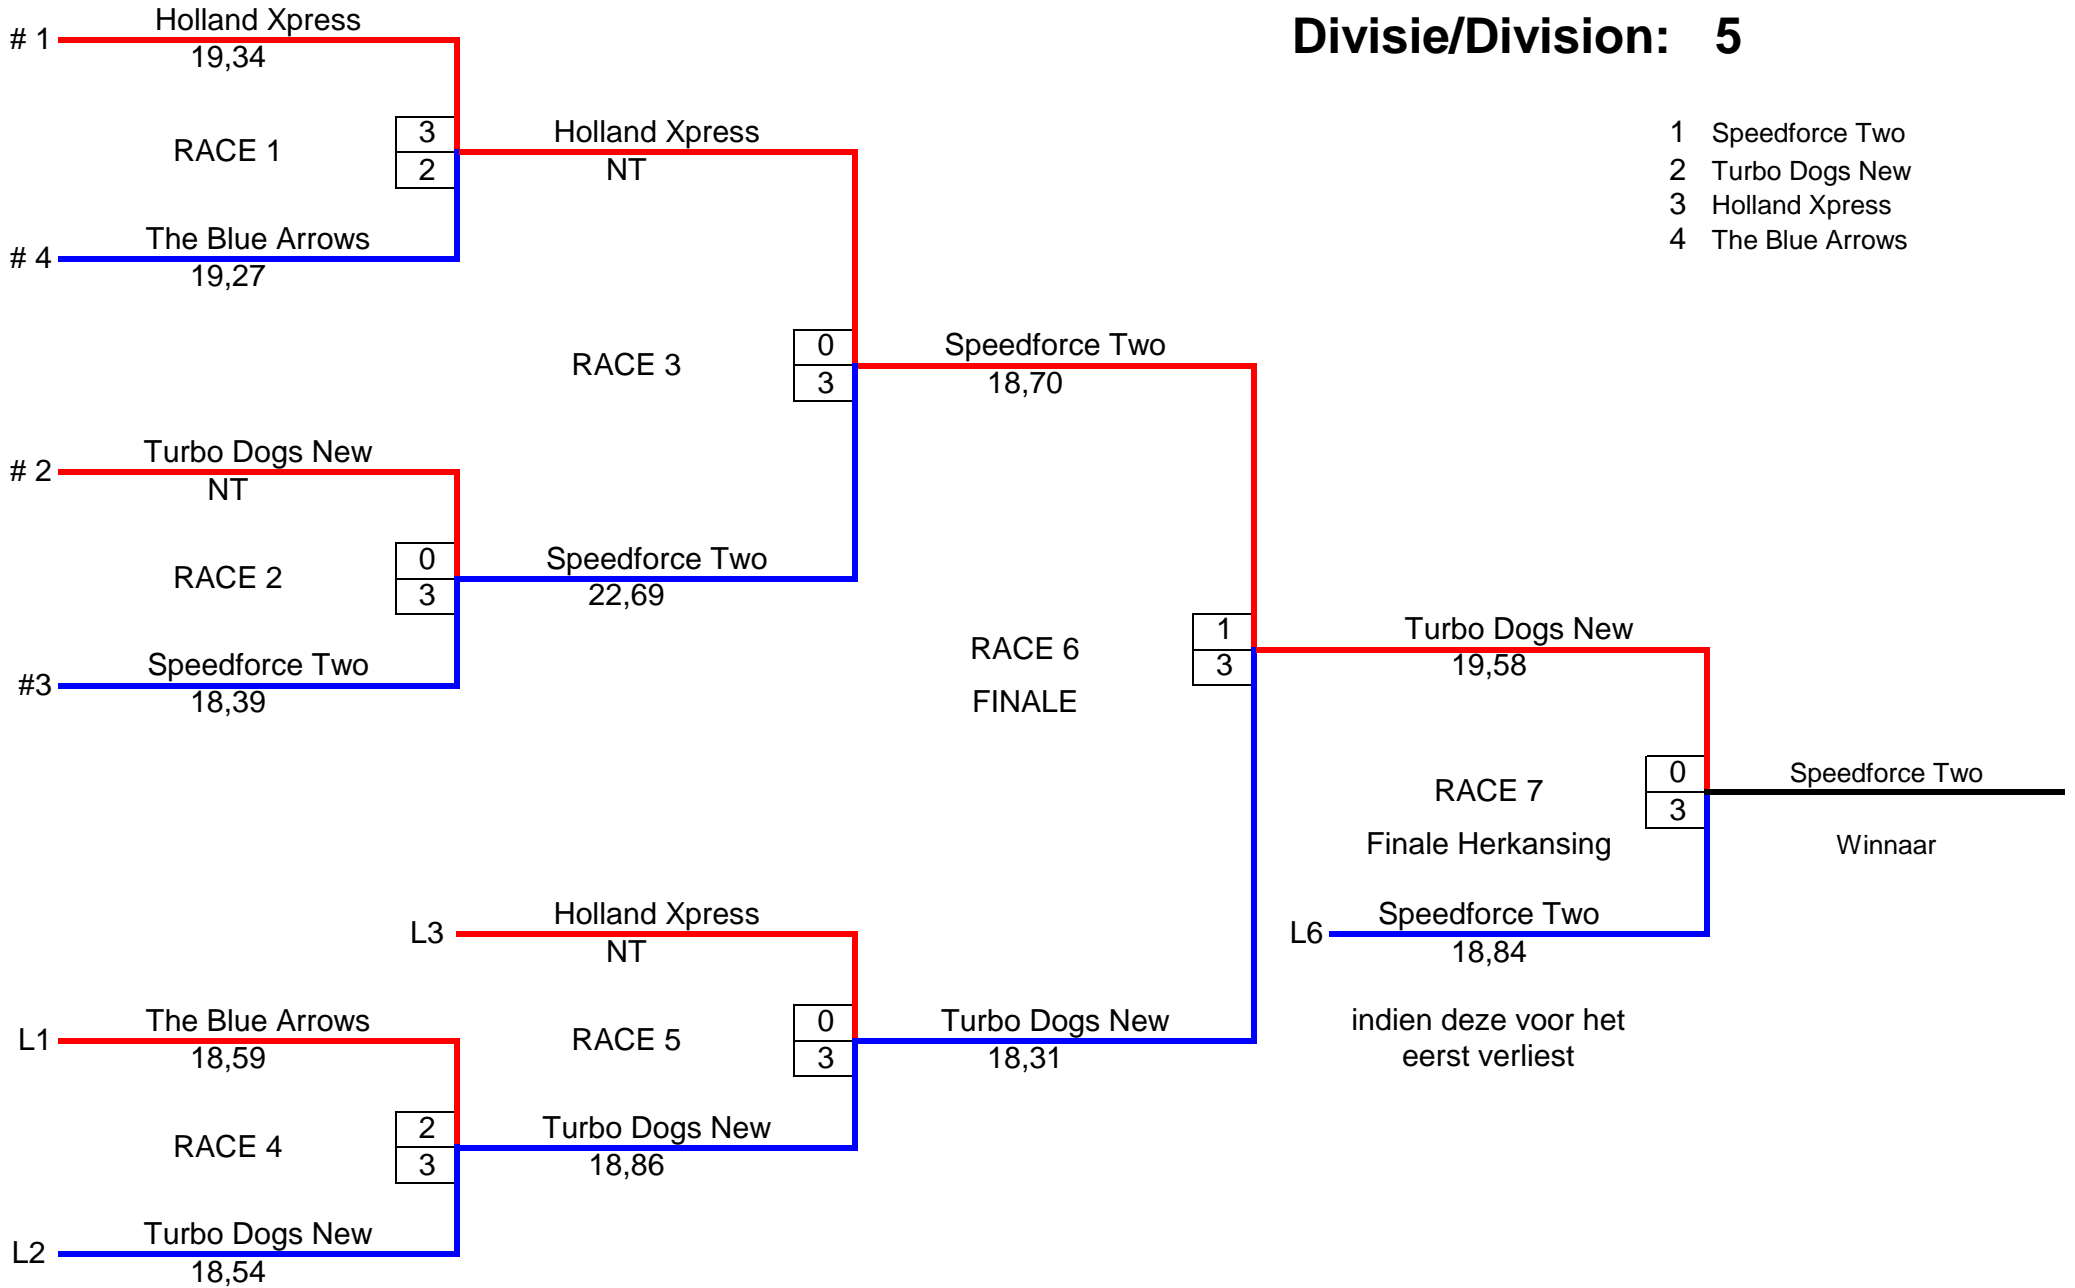 Divisie/Division: 5
1 Speedforce Two
2 Turbo Dogs New
3 Holland Xpress
4 The Blue Arrows
# 1
Holland Xpress
19,34
RACE 1
3
2
# 4
The Blue Arrows
19,27
# 2
Turbo Dogs New
NT
RACE 2
0
3
#3
Speedforce Two
18,39
Holland Xpress
NT
RACE 3
0
3
Speedforce Two
22,69
L1
The Blue Arrows
18,59
RACE 4
2
3
L2
Turbo Dogs New
18,54
L3
Holland Xpress
NT
RACE 5
0
3
Turbo Dogs New
18,86
Speedforce Two
18,70
RACE 6
FINALE
1
3
Turbo Dogs New
18,31
Turbo Dogs New
19,58
RACE 7
Finale Herkansing
0
3
L6
Speedforce Two
18,84
indien deze voor het
eerst verliest
Speedforce Two
Winnaar